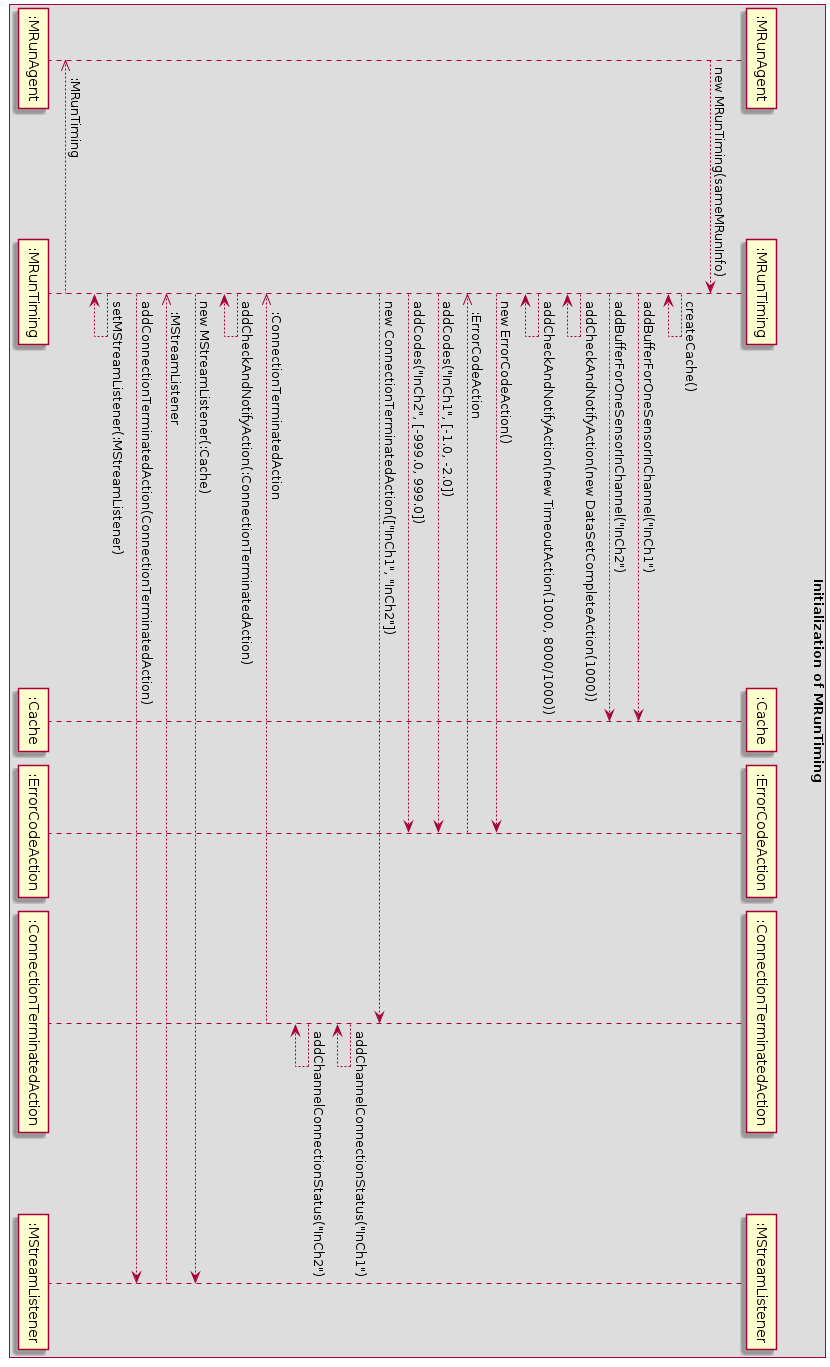 Initialization of MRunTiming
:MRunAgent
:MRunTiming
:Cache
:ErrorCodeAction
:ConnectionTerminatedAction
:MStreamListener
new MRunTiming(sameMRunInfo)
createCache()
addBufferForOneSensorInChannel("InCh1")
addBufferForOneSensorInChannel("InCh2")
addCheckAndNotifyAction(new DataSetCompleteAction(1000))
addCheckAndNotifyAction(new TimeoutAction(1000, 8000/1000))
new ErrorCodeAction()
:ErrorCodeAction
addCodes("InCh1", [-1.0, -2.0])
addCodes("InCh2", [-999.0, 999.0])
new ConnectionTerminatedAction(["InCh1", "InCh2"])
addChannelConnectionStatus("InCh1")
addChannelConnectionStatus("InCh2")
:ConnectionTerminatedAction
addCheckAndNotifyAction(:ConnectionTerminatedAction)
new MStreamListener(:Cache)
:MStreamListener
addConnectionTerminatedAction(ConnectionTerminatedAction)
setMStreamListener(:MStreamListener)
:MRunTiming
:MRunAgent
:MRunTiming
:Cache
:ErrorCodeAction
:ConnectionTerminatedAction
:MStreamListener